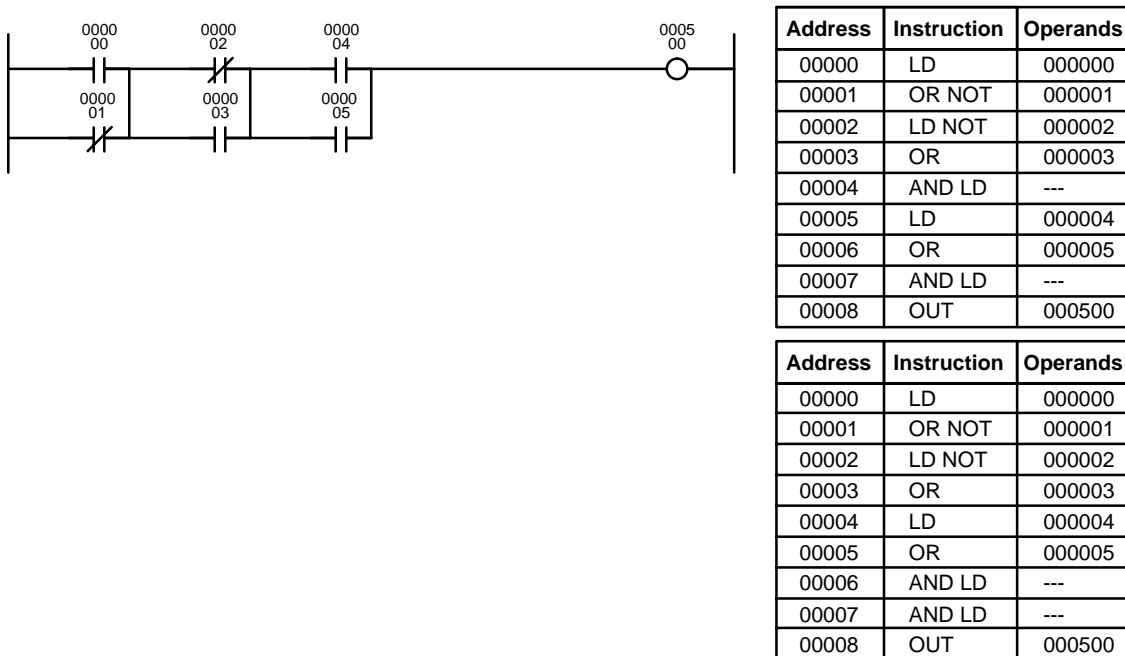 0000 0000 0000 0005
00 02 04 00
0000 0000 0000
01 03 05
Address Instruction Operands
00000 LD 000000
00001 OR NOT 000001
00002 LD NOT 000002
00003 OR 000003
00004 AND LD ---
00005 LD 000004
00006 OR 000005
00007 AND LD ---
00008 OUT 000500
Address Instruction Operands
00000 LD 000000
00001 OR NOT 000001
00002 LD NOT 000002
00003 OR 000003
00004 LD 000004
00005 OR 000005
00006 AND LD ---
00007 AND LD ---
00008 OUT 000500